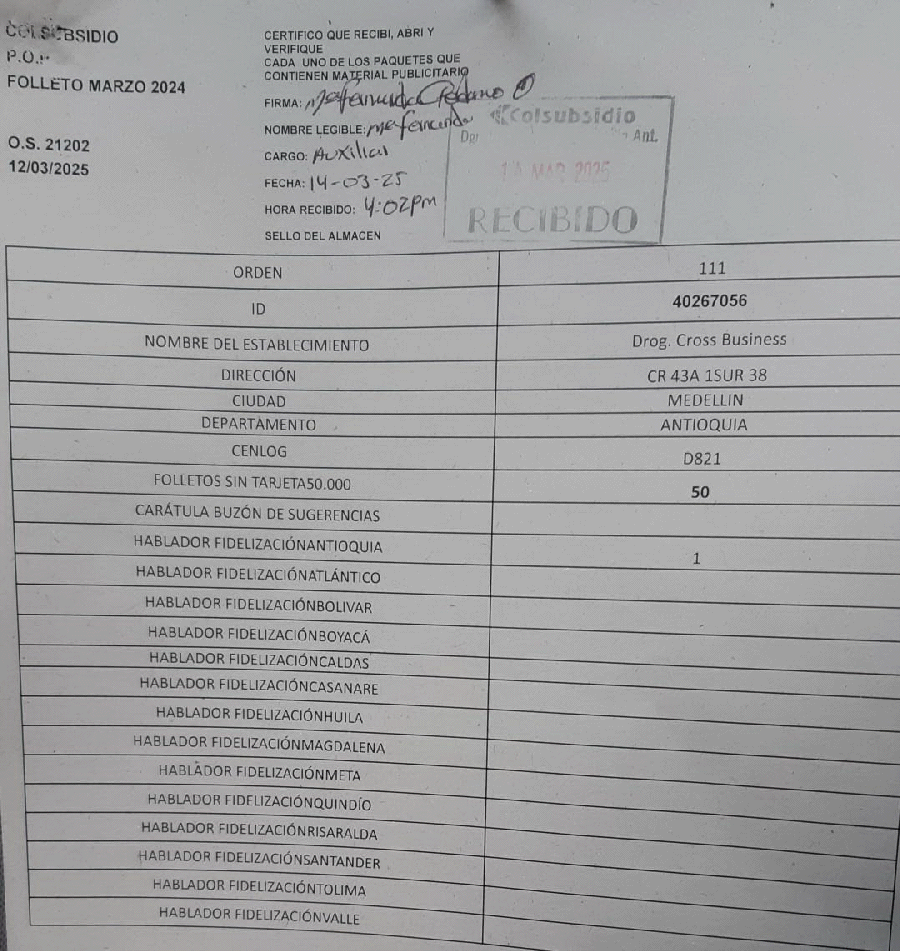 COLSUBSIDIO
P.O.P
FOLLETO MARZO 2024
O.S. 21202
12/03/2025
CERTIFICO QUE RECIBI, ABRI Y
VERIFIQUE
CADA UNO DE LOS PAQUETES QUE
CONTIENEN MATERIAL PUBLICITARIO
FIRMA: Mafernanda
NOMBRE LEGIBLE: Mafernanda
CARGO: Auxiliar
FECHA: 14-03-25
HORA RECIBIDO: 4:02pm
SELLO DEL ALMACEN
Colsubsidio
Ant.
MAR 2025
RECIBIDO
ORDEN 111
ID 40267056
NOMBRE DEL ESTABLECIMIENTO Drog. Cross Business
DIRECCIÓN CR 43A 1SUR 38
CIUDAD MEDELLIN
DEPARTAMENTO ANTIOQUIA
CENLOG D821
FOLLETOS SIN TARJETA50.000 50
CARÁTULA BUZÓN DE SUGERENCIAS
HABLADOR FIDELIZACIÓNANTIOQUIA 1
HABLADOR FIDELIZACIÓNATLÁNTICO
HABLADOR FIDELIZACIÓNBOLIVAR
HABLADOR FIDELIZACIÓNBOYACÁ
HABLADOR FIDELIZACIÓNCALDAS
HABLADOR FIDELIZACIÓNCASANARE
HABLADOR FIDELIZACIÓNHUILA
HABLADOR FIDELIZACIÓNMAGDALENA
HABLADOR FIDELIZACIÓNMETA
HABLADOR FIDELIZACIÓNQUINDÍO
HABLADOR FIDELIZACIÓNRISARALDA
HABLADOR FIDELIZACIÓNSANTANDER
HABLADOR FIDELIZACIÓNTOLIMA
HABLADOR FIDELIZACIÓNVALLE